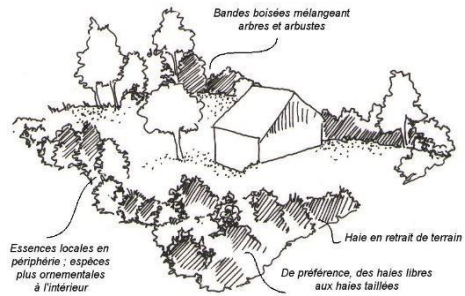 Bandes boisées mélangeant
arbres et arbustes
Essences locales en
périphérie ; espèces
plus ornementales
à l'intérieur
Haie en retrait de terrain
De préférence, des haies libres
aux haies taillées